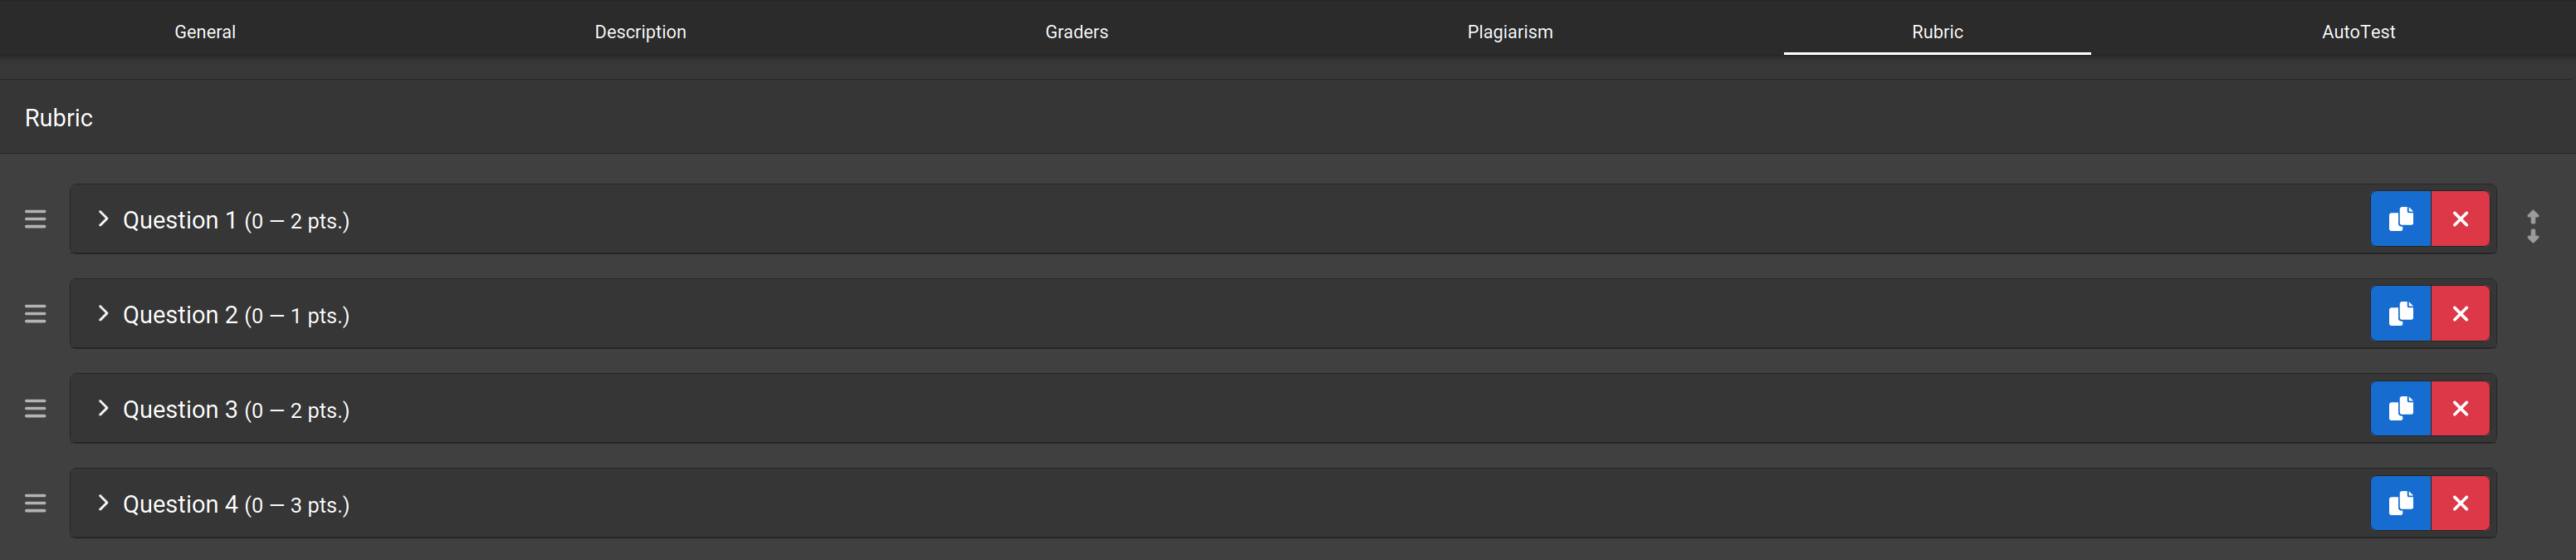 General Description Graders Plagiarism Rubric AutoTest
Rubric
Question 1 (0 — 2 pts.)
Question 2 (0 — 1 pts.)
Question 3 (0 — 2 pts.)
Question 4 (0 — 3 pts.)